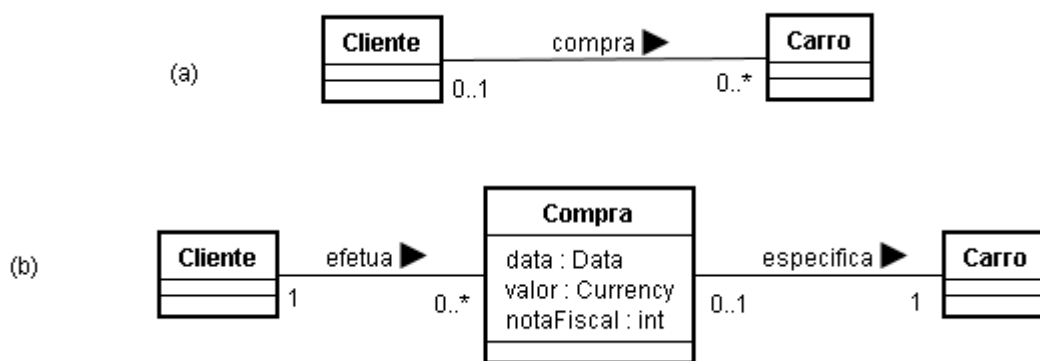 (a)
Cliente
compra ▶
Carro
0..1
0..*
(b)
Cliente
efetua ▶
Compra
data : Data
valor : Currency
notaFiscal : int
especifica ▶
Carro
1
0..*
0..1
1